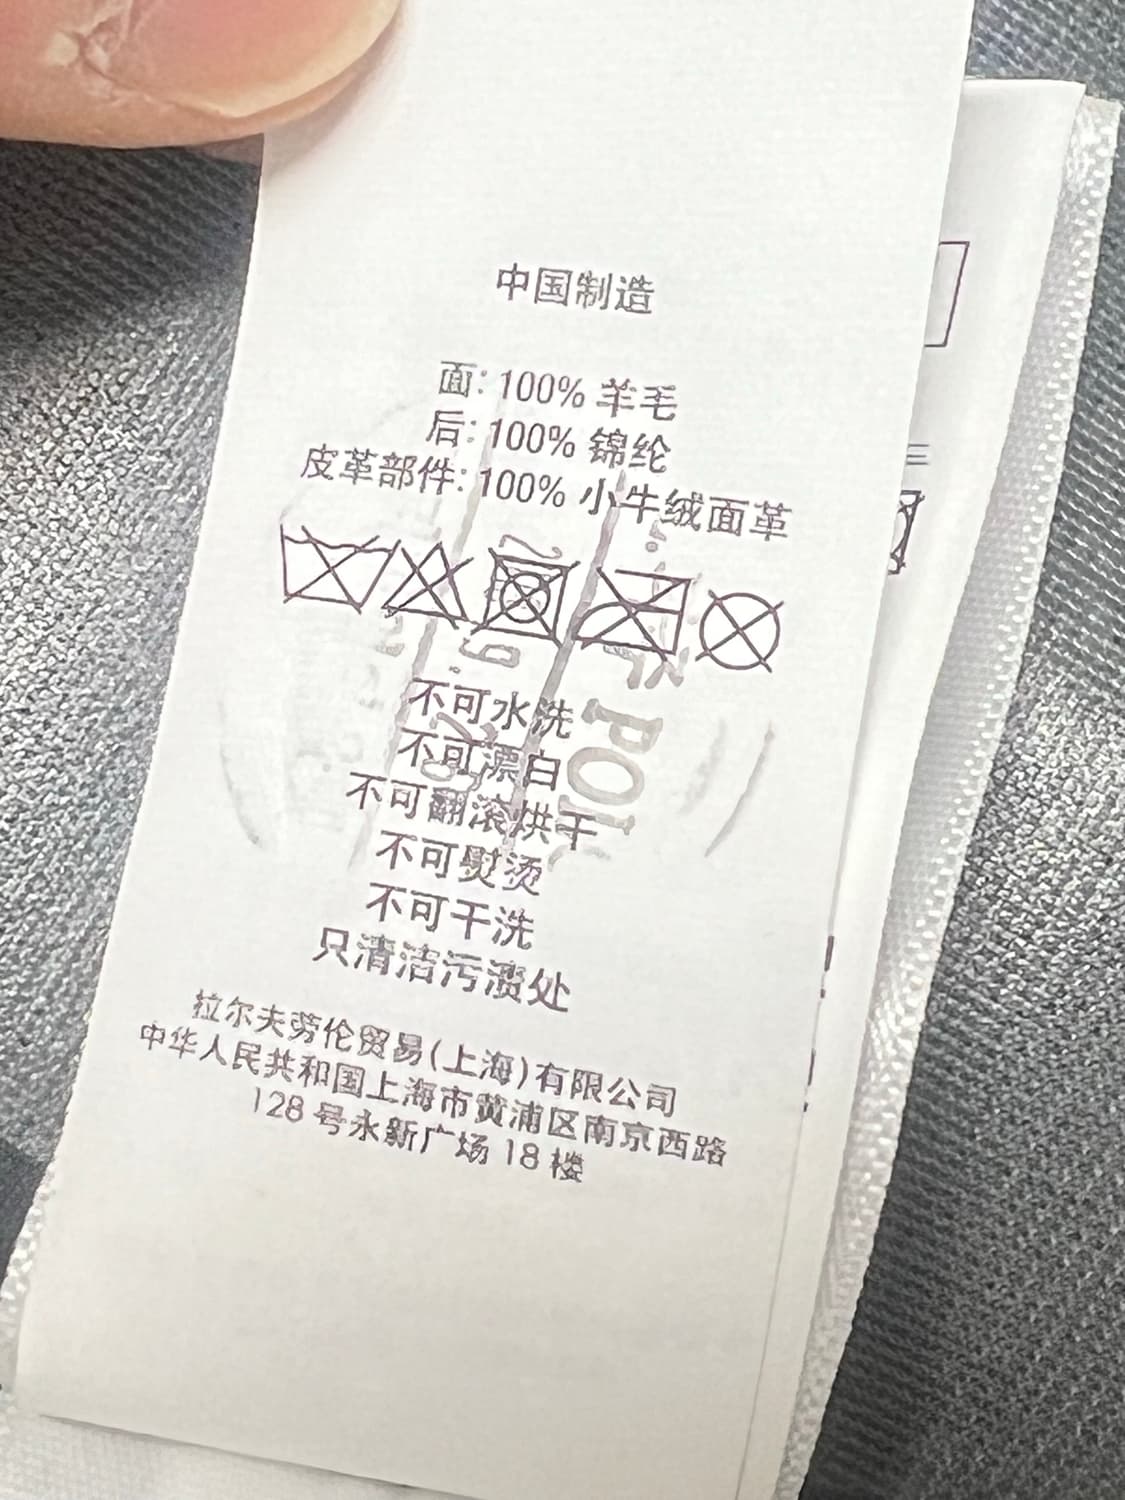 中国制造
面: 100% 羊毛
后: 100% 锦纶
皮革部件: 100% 小牛绒面革
不可水洗
不可漂白
不可翻滚烘干
不可熨烫
不可干洗
只清洁污渍处
拉尔夫劳伦贸易(上海)有限公司
中华人民共和国上海市黄浦区南京西路
128 号永新广场 18 楼
POL